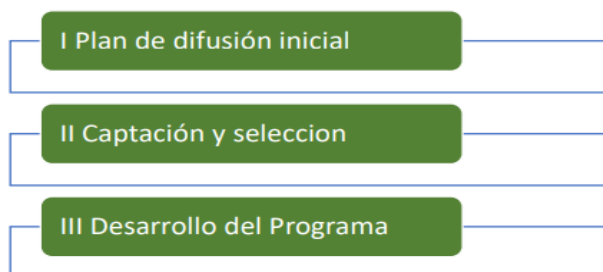 I Plan de difusión inicial
II Captación y seleccion
III Desarrollo del Programa